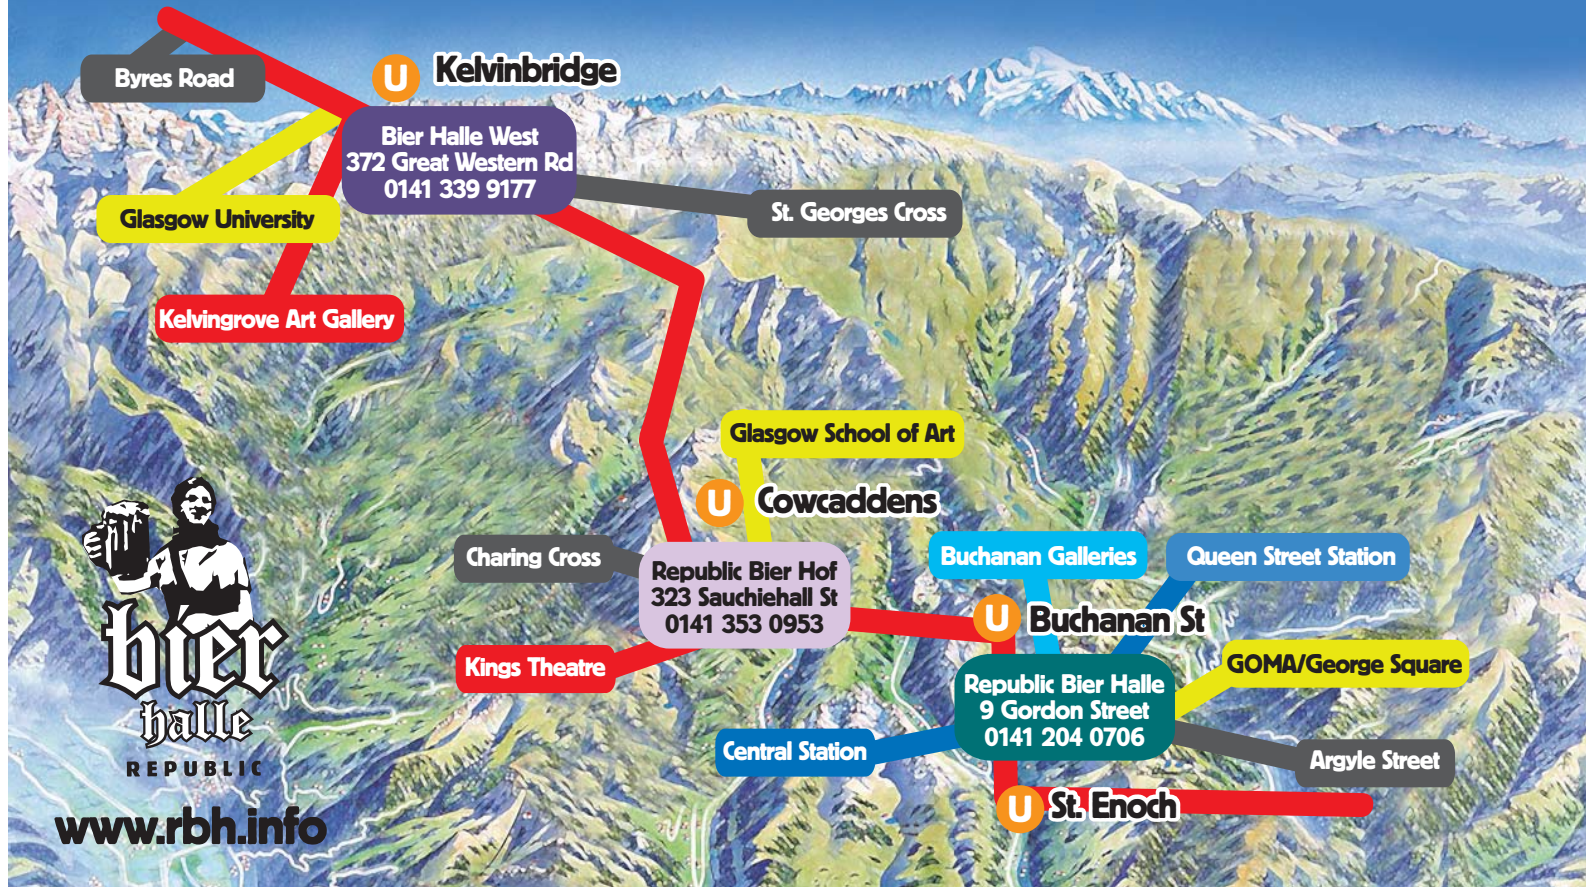 Byres Road
U Kelvinbridge
Bier Halle West
372 Great Western Rd
0141 339 9177
Glasgow University
St. Georges Cross
Kelvingrove Art Gallery
Glasgow School of Art
U Cowcaddens
Charing Cross
Republic Bier Hof
323 Sauchiehall St
0141 353 0953
Kings Theatre
Buchanan Galleries
Queen Street Station
U Buchanan St
GOMA/George Square
Republic Bier Halle
9 Gordon Street
0141 204 0706
Central Station
Argyle Street
U St. Enoch
bier
halle
REPUBLIC
www.rbh.info